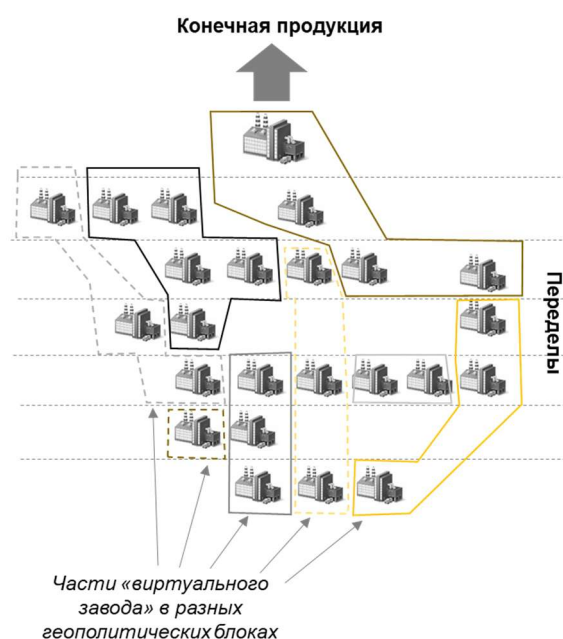 Конечная продукция
Переделы
Части «виртуального
завода» в разных
геополитических блоках